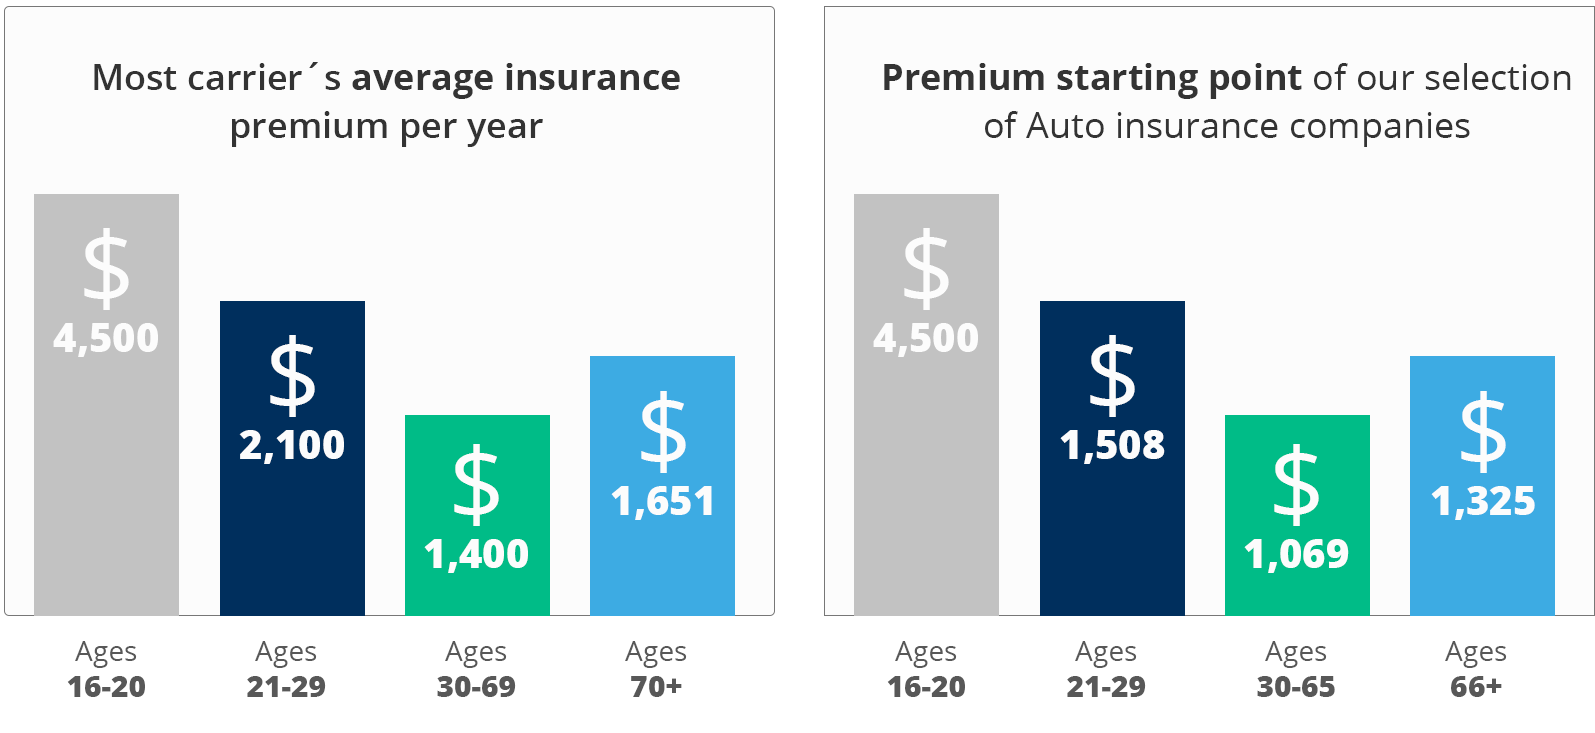 Most carrier´s average insurance
premium per year
$
4,500
$
2,100
$
1,400
$
1,651
Ages
16-20
Ages
21-29
Ages
30-69
Ages
70+
Premium starting point of our selection
of Auto insurance companies
$
4,500
$
1,508
$
1,069
$
1,325
Ages
16-20
Ages
21-29
Ages
30-65
Ages
66+